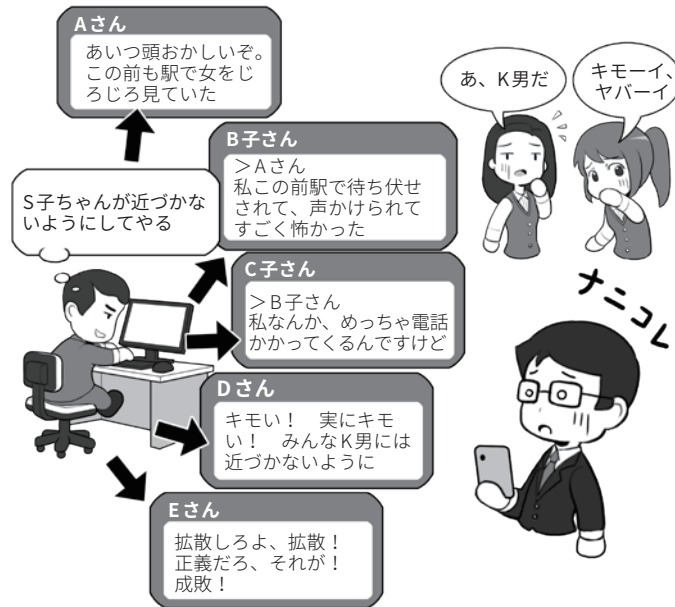 Aさん
あいつ頭おかしいぞ。
この前も駅で女をじ
ろじろ見ていた
あ、K男だ
キモーイ、
ヤバーイ
B子さん
＞Aさん
私この前駅で待ち伏せ
されて、声かけられて
すごく怖かった
S子ちゃんが近づかな
いようにしてやる
C子さん
＞B子さん
私なんか、めっちゃ電話
かかってくるんですけど
ナニコレ
Dさん
キモい！　実にキモ
い！　みんなK男には
近づかないように
Eさん
拡散しろよ、拡散！
正義だろ、それが！
成敗！